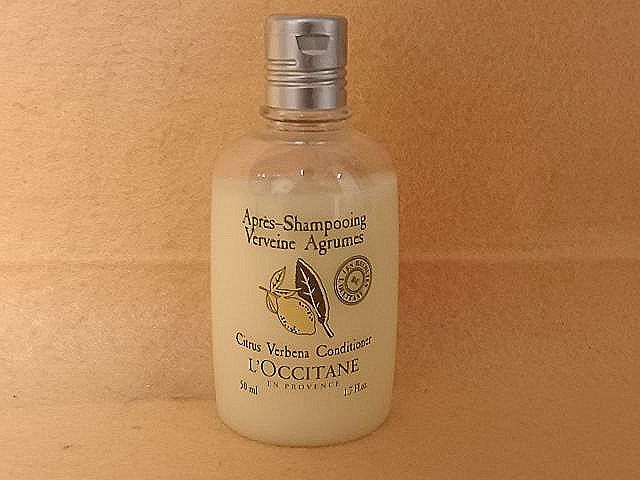 Après-Shampooing
Verveine Agrumes
Citrus Verbena Conditioner
L'OCCITANE
EN PROVENCE
50 ml
1.7 Fl.oz.